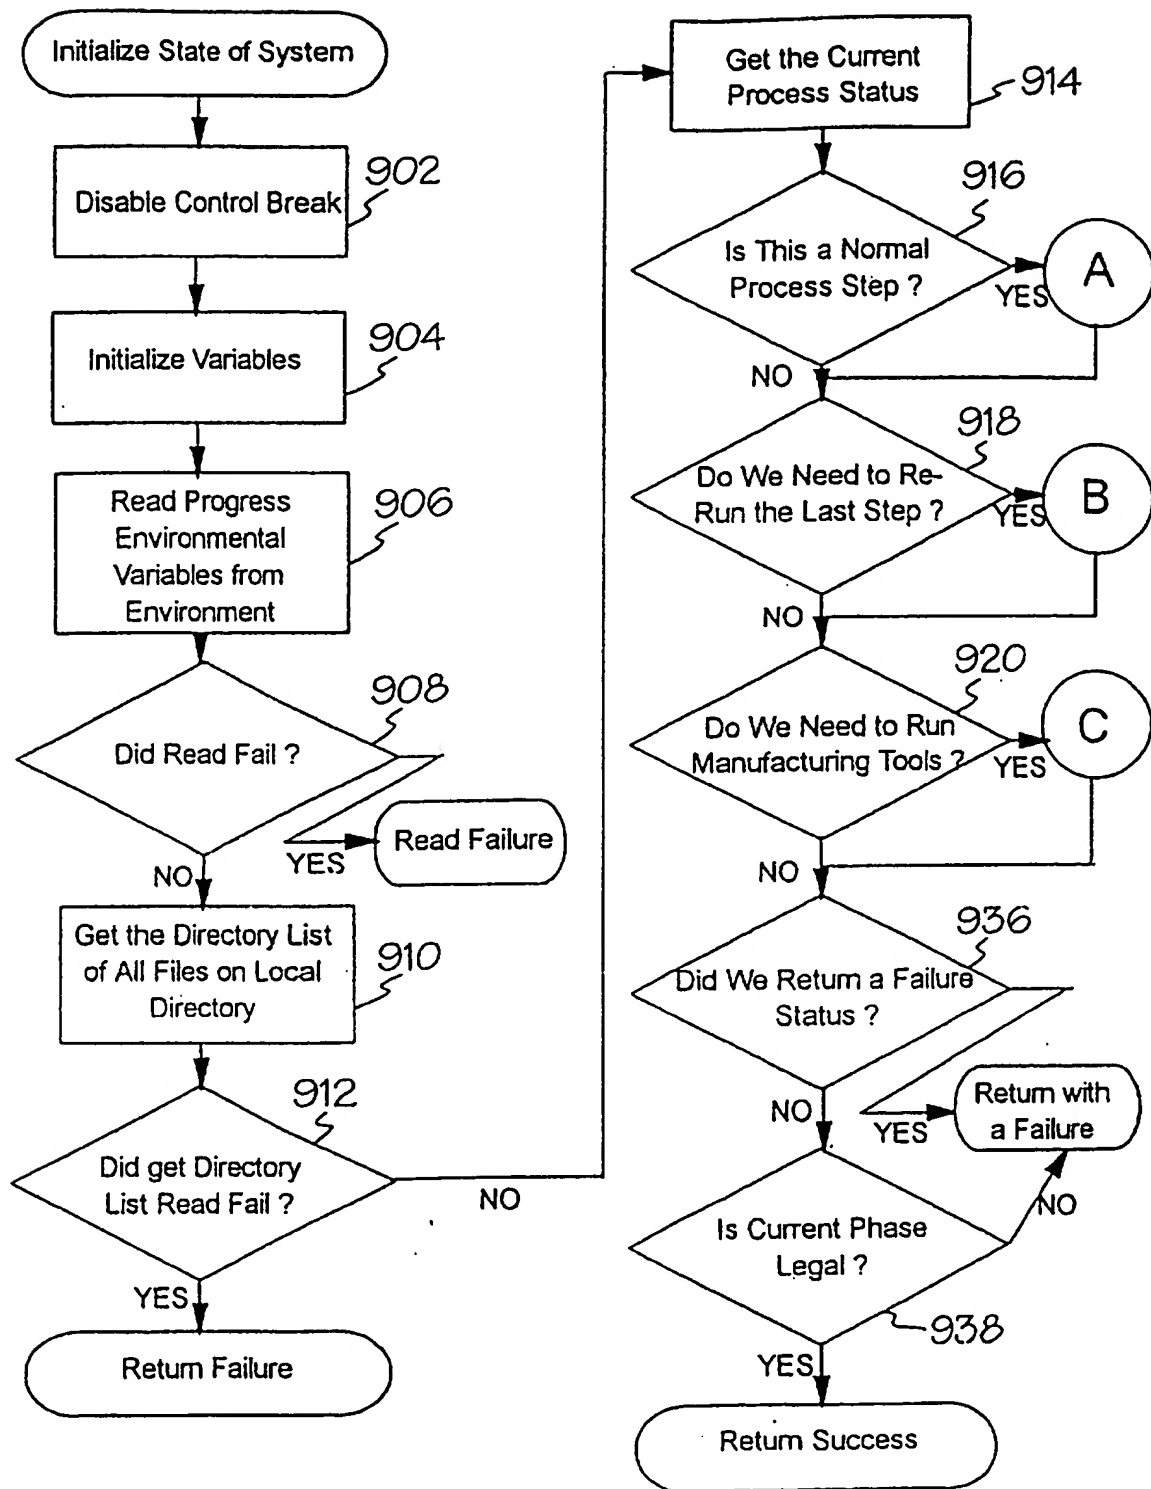 Initialize State of System
Disable Control Break
902
Initialize Variables
904
Read Progress
Environmental
Variables from
Environment
906
Did Read Fail ?
908
YES
Read Failure
NO
Get the Directory List
of All Files on Local
Directory
910
Did get Directory
List Read Fail ?
912
NO
YES
Return Failure
Get the Current
Process Status
914
Is This a Normal
Process Step ?
916
YES
A
NO
Do We Need to Re-
Run the Last Step ?
918
YES
B
NO
Do We Need to Run
Manufacturing Tools ?
920
YES
C
NO
Did We Return a Failure
Status ?
936
YES
Return with
a Failure
NO
Is Current Phase
Legal ?
938
NO
YES
Return Success